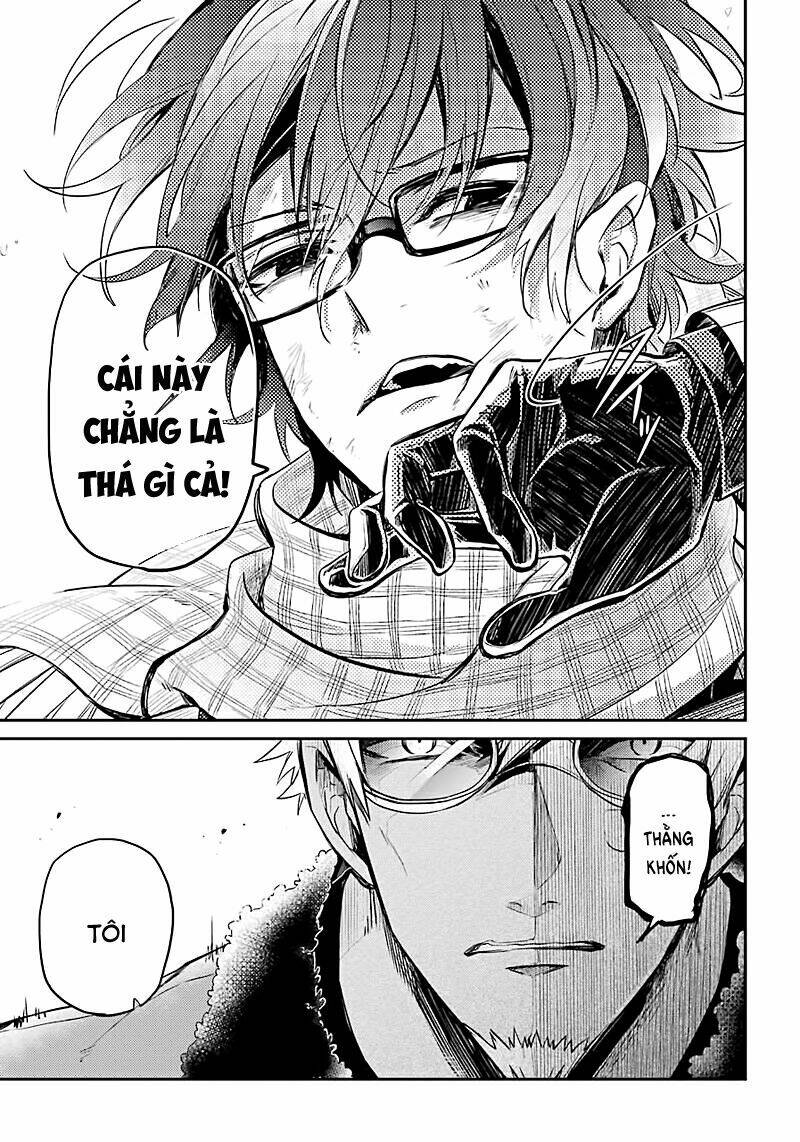 CÁI NÀY
CHẲNG LÀ
THÁ GÌ CẢ!
...
THẰNG
KHỐN!
TÔI